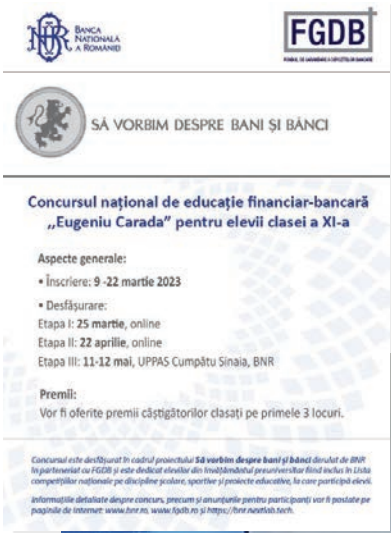 BANCA
NAȚIONALĂ
A ROMÂNIEI
FGDB
FONDUL DE GARANTARE A DEPOZITELOR BANCARE
SĂ VORBIM DESPRE BANI ȘI BĂNCI
Concursul național de educație financiar-bancară
„Eugeniu Carada” pentru elevii clasei a XI-a
Aspecte generale:
▪ Înscriere: 9 -22 martie 2023
▪ Desfășurare:
Etapa I: 25 martie, online
Etapa II: 22 aprilie, online
Etapa III: 11-12 mai, UPPAS Cumpătu Sinaia, BNR
Premii:
Vor fi oferite premii câștigătorilor clasați pe primele 3 locuri.
Concursul este desfășurat în cadrul proiectului Să vorbim despre bani și bănci derulat de BNR
în parteneriat cu FGDB și este dedicat elevilor din învățământul preuniversitar fiind inclus în Lista
competițiilor naționale pe discipline școlare, sportive și proiecte educative, la care participă elevii.
Informațiile detaliate despre concurs, precum și anunțurile pentru participanți vor fi postate pe
paginile de internet: www.bnr.ro, www.fgdb.ro și https://bnr.nextlab.tech.